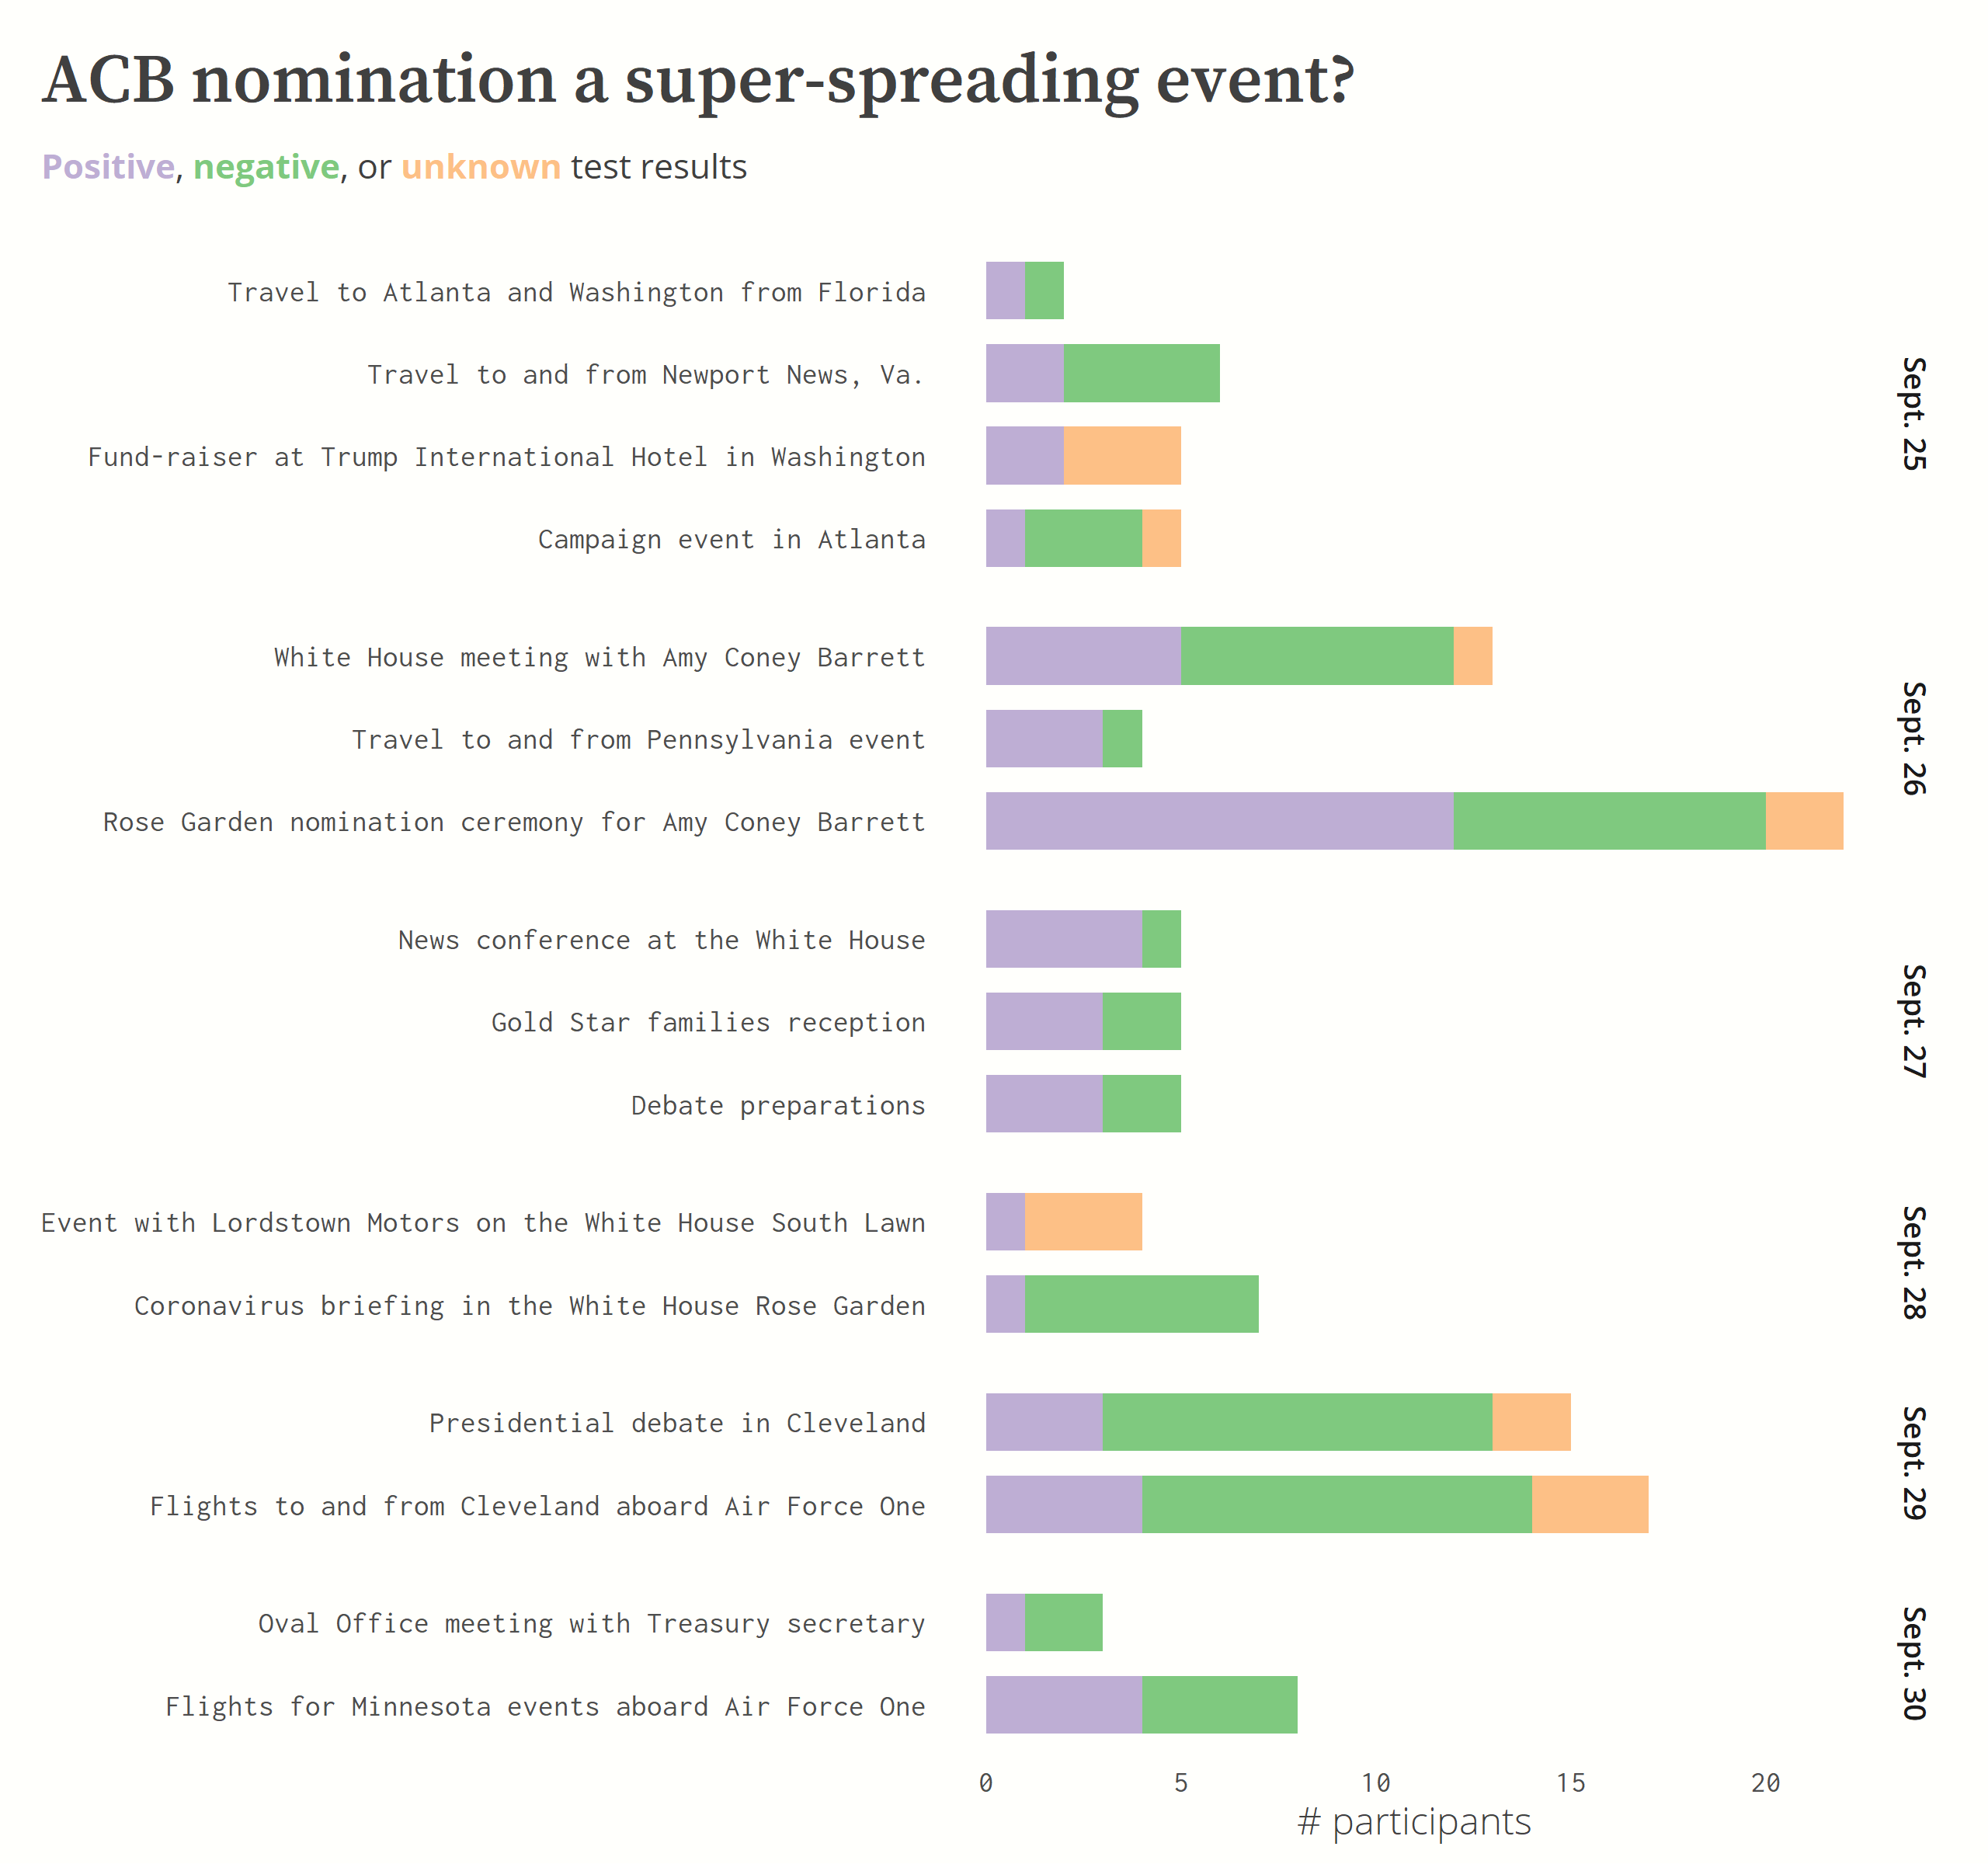 ACB nomination a super-spreading event?
Positive, negative, or unknown test results
Travel to Atlanta and Washington from Florida
Travel to and from Newport News, Va.
Fund-raiser at Trump International Hotel in Washington
Campaign event in Atlanta
Sept. 25
White House meeting with Amy Coney Barrett
Travel to and from Pennsylvania event
Rose Garden nomination ceremony for Amy Coney Barrett
Sept. 26
News conference at the White House
Gold Star families reception
Debate preparations
Sept. 27
Event with Lordstown Motors on the White House South Lawn
Coronavirus briefing in the White House Rose Garden
Sept. 28
Presidential debate in Cleveland
Flights to and from Cleveland aboard Air Force One
Sept. 29
Oval Office meeting with Treasury secretary
Flights for Minnesota events aboard Air Force One
Sept. 30
0 5 10 15 20
# participants